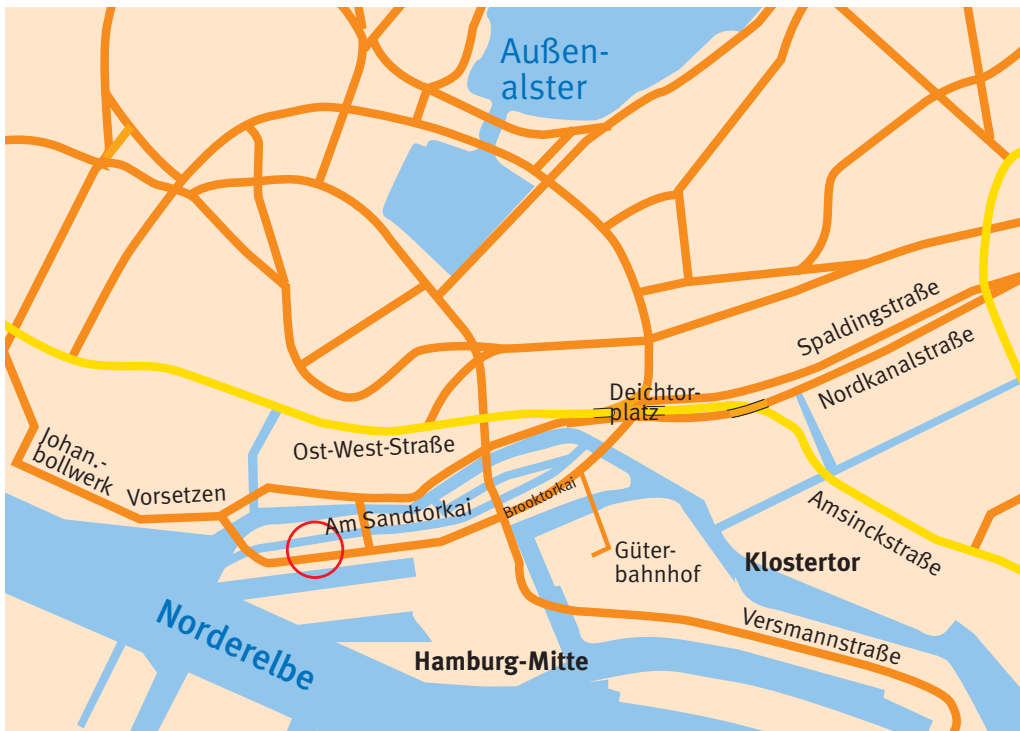 Außen-
alster
Spaldingstraße
Nordkanalstraße
Deichtor-
platz
Johan.-
bollwerk
Ost-West-Straße
Vorsetzen
Am Sandtorkai
Brooktorkai
Amsinckstraße
Güter-
bahnhof
Klostertor
Norderelbe
Versmannstraße
Hamburg-Mitte